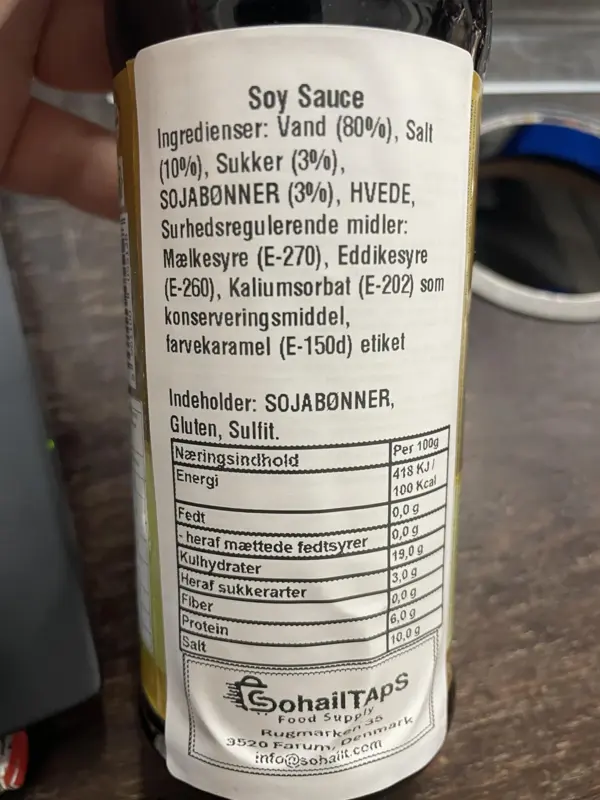 Soy Sauce
Ingredienser: Vand (80%), Salt
(10%), Sukker (3%),
SOJABØNNER (3%), HVEDE,
Surhedsregulerende midler:
Mælkesyre (E-270), Eddikesyre
(E-260), Kaliumsorbat (E-202) som
konserveringsmiddel,
farvekaramel (E-150d) etiket
Indeholder: SOJABØNNER,
Gluten, Sulfit.
Næringsindhold Per 100g
Energi 418 KJ /
100 Kcal
Fedt 0,0 g
- heraf mættede fedtsyrer 0,0 g
Kulhydrater 19,0 g
Heraf sukkerarter 3,0 g
Fiber 0,0 g
Protein 6,0 g
Salt 10,0 g
SohailTApS
Food Supply
Rugmarken 35
3520 Farum, Denmark
info@sohailt.com